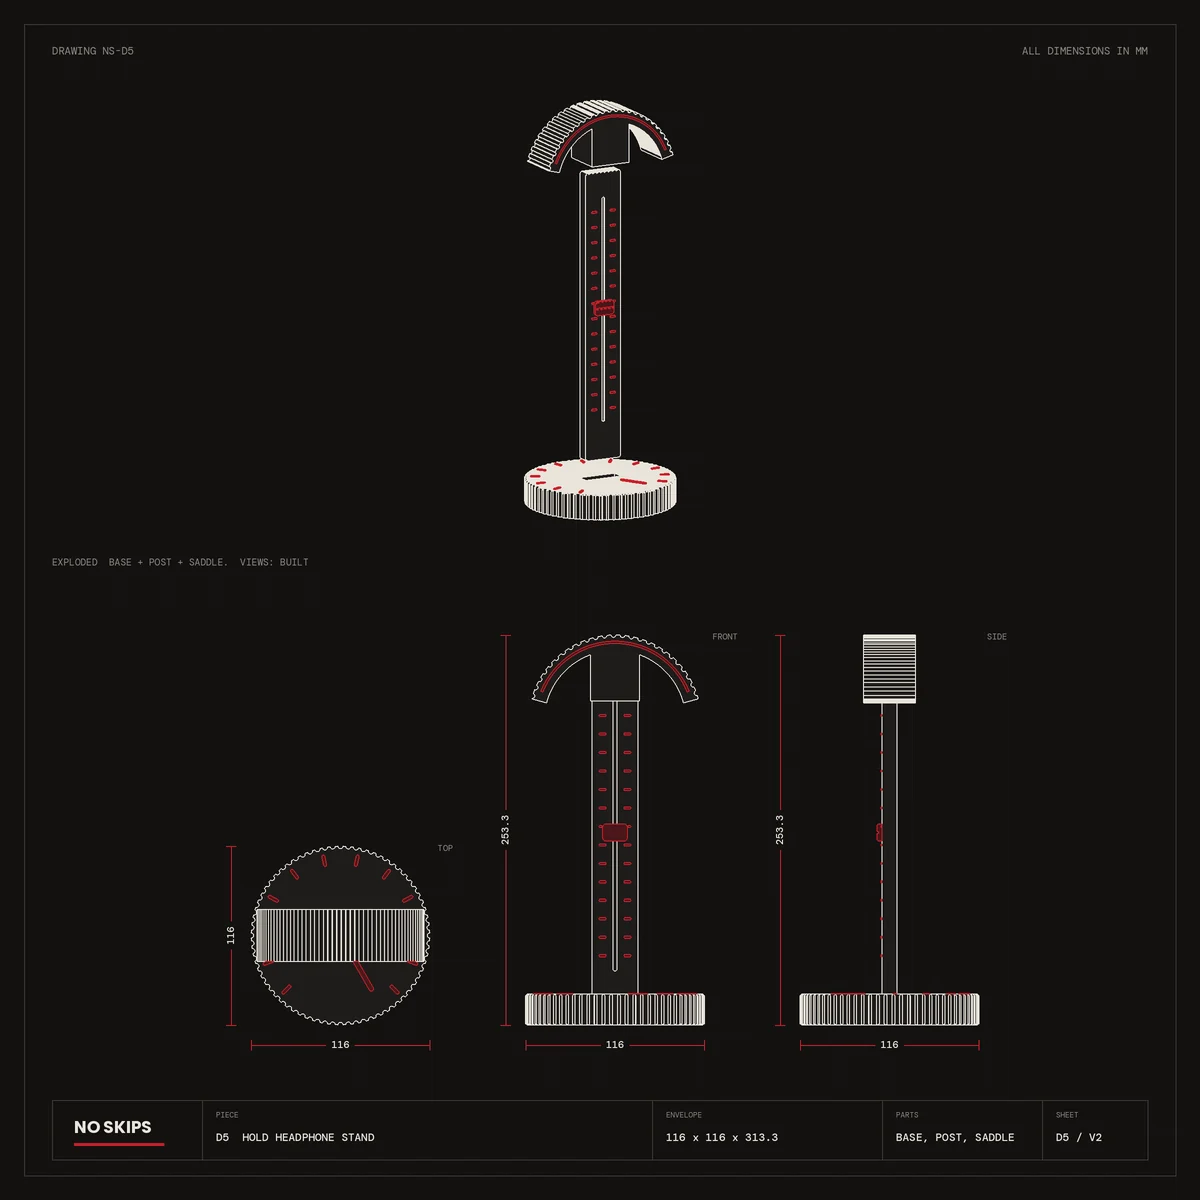 DRAWING NS-D5
ALL DIMENSIONS IN MM
EXPLODED  BASE + POST + SADDLE.  VIEWS: BUILT
FRONT
SIDE
TOP
253.3
253.3
116
116
116
116
NO SKIPS
PIECE
D5  HOLD HEADPHONE STAND
ENVELOPE
116 x 116 x 313.3
PARTS
BASE, POST, SADDLE
SHEET
D5 / V2